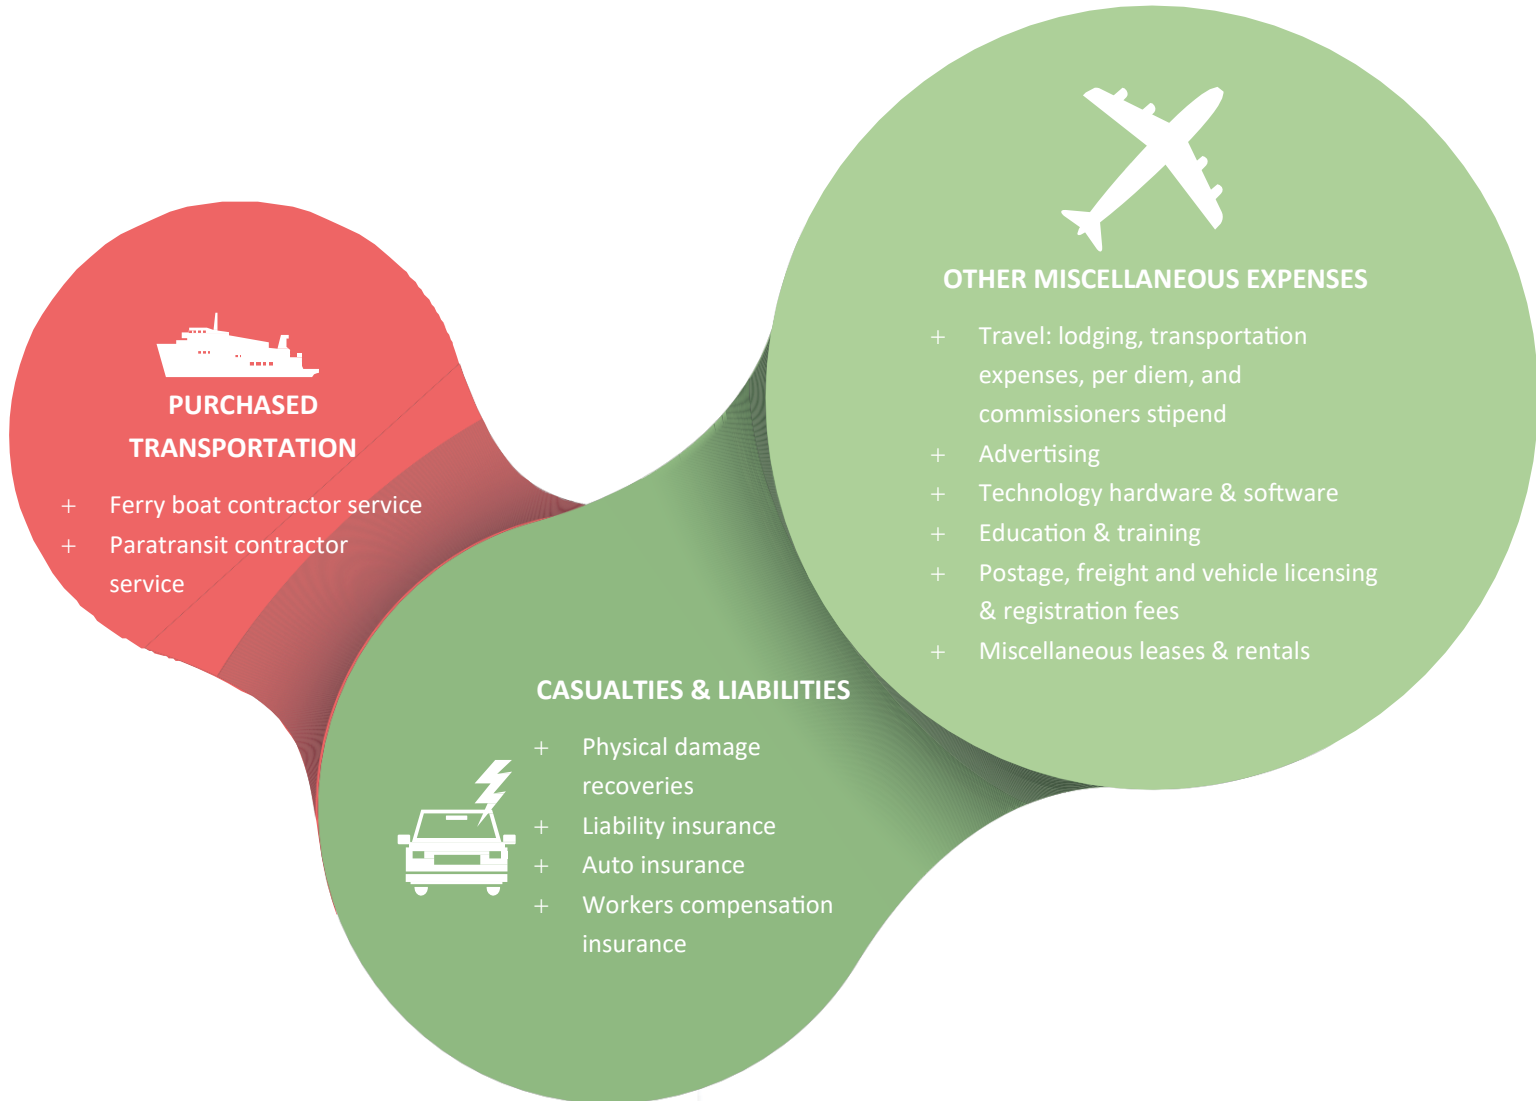 PURCHASED
TRANSPORTATION
+ Ferry boat contractor service
+ Paratransit contractor
service
CASUALTIES & LIABILITIES
+ Physical damage
recoveries
+ Liability insurance
+ Auto insurance
+ Workers compensation
insurance
OTHER MISCELLANEOUS EXPENSES
+ Travel: lodging, transportation
expenses, per diem, and
commissioners stipend
+ Advertising
+ Technology hardware & software
+ Education & training
+ Postage, freight and vehicle licensing
& registration fees
+ Miscellaneous leases & rentals